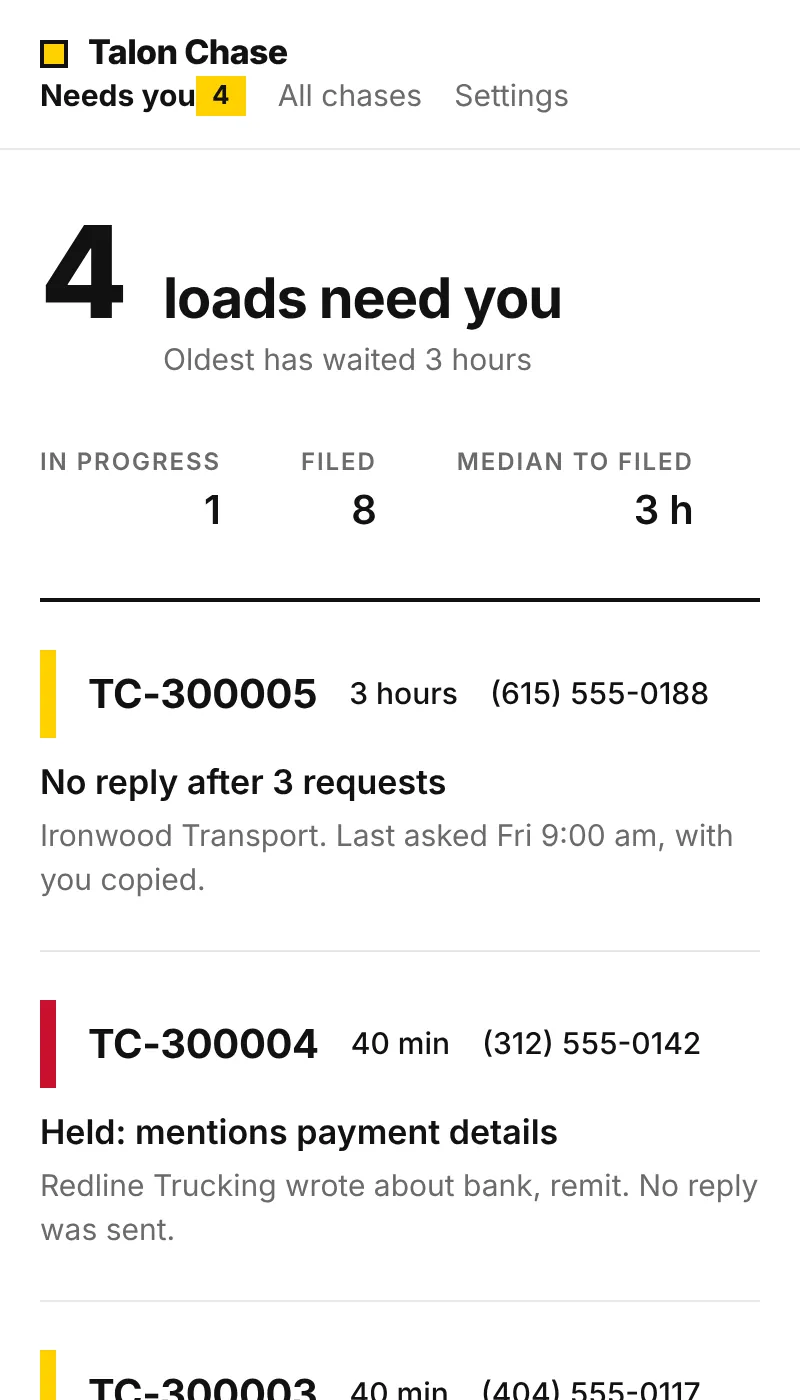 Talon Chase
Needs you 4 All chases Settings
4 loads need you
Oldest has waited 3 hours
IN PROGRESS FILED MEDIAN TO FILED
1 8 3 h
TC-300005 3 hours (615) 555-0188
No reply after 3 requests
Ironwood Transport. Last asked Fri 9:00 am, with
you copied.
TC-300004 40 min (312) 555-0142
Held: mentions payment details
Redline Trucking wrote about bank, remit. No reply
was sent.
TC-300003 40 min (404) 555-0117